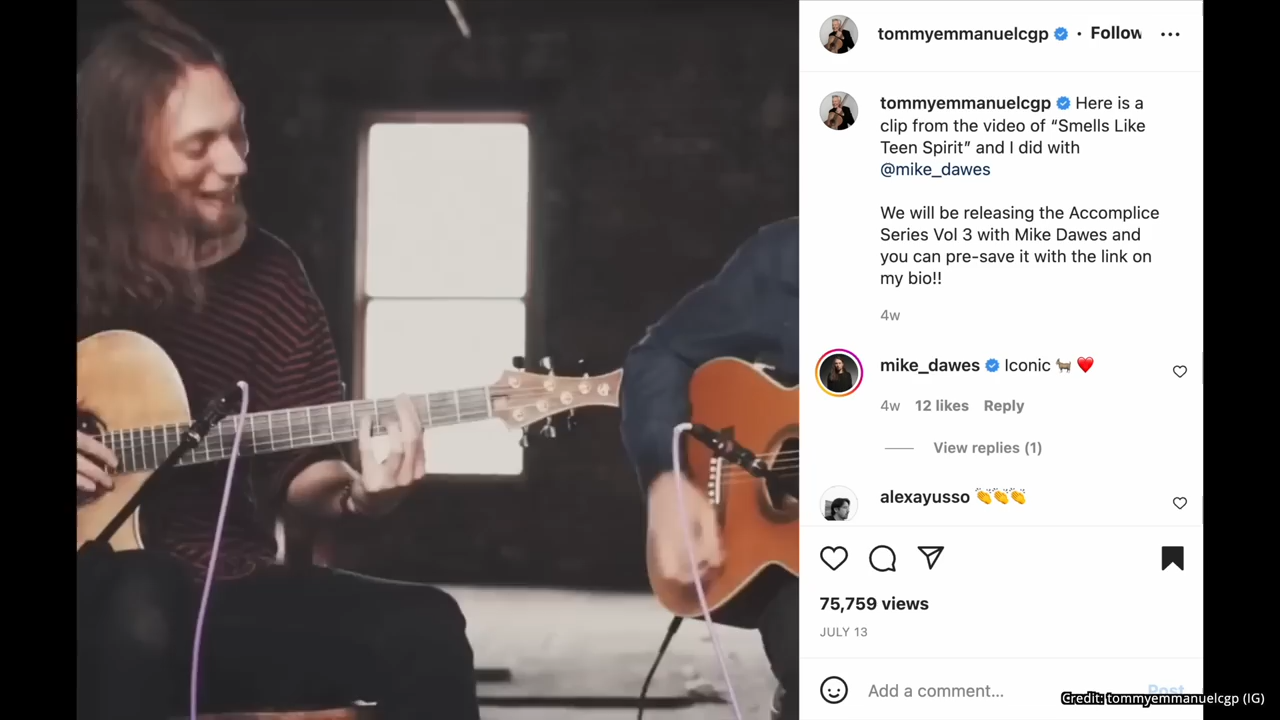 tommyemmanuelcgp • Follow
tommyemmanuelcgp Here is a
clip from the video of “Smells Like
Teen Spirit” and I did with
@mike_dawes
We will be releasing the Accomplice
Series Vol 3 with Mike Dawes and
you can pre-save it with the link on
my bio!!
4w
mike_dawes Iconic 🐐 ❤️
4w 12 likes Reply
View replies (1)
alexayusso 👏👏👏
75,759 views
JULY 13
Add a comment... Post
Credit: tommyemmanuelcgp (IG)